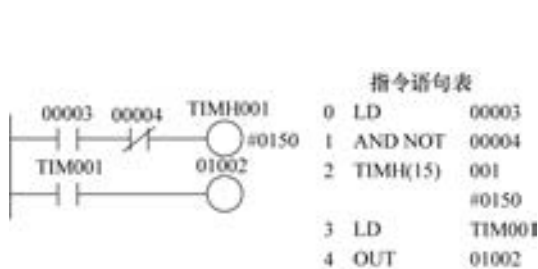 00003 00004 TIMH001
#0150
TIM001 01002
指令语句表
0 LD 00003
1 AND NOT 00004
2 TIMH(15) 001
#0150
3 LD TIM001
4 OUT 01002